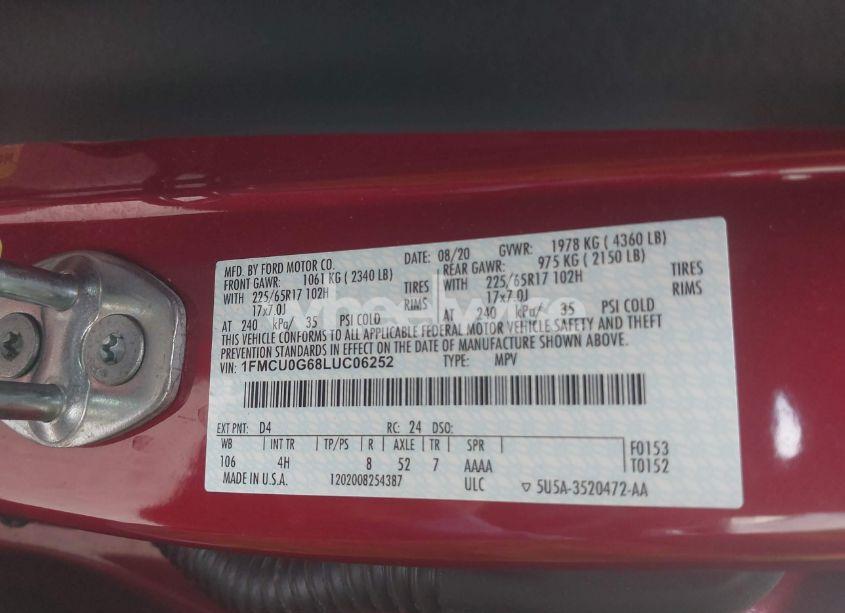 MFD. BY FORD MOTOR CO.
DATE: 08/20 GVWR: 1978 KG ( 4360 LB)
FRONT GAWR: 1061 KG ( 2340 LB)
REAR GAWR: 975 KG ( 2150 LB)
WITH 225/65R17 102H TIRES
WITH 225/65R17 102H TIRES
17x7.0J RIMS
17x7.0J RIMS
AT 240 kPa/ 35 PSI COLD
AT 240 kPa/ 35 PSI COLD
THIS VEHICLE CONFORMS TO ALL APPLICABLE FEDERAL MOTOR VEHICLE SAFETY AND THEFT
PREVENTION STANDARDS IN EFFECT ON THE DATE OF MANUFACTURE SHOWN ABOVE.
VIN: 1FMCU0G68LUC06252 TYPE: MPV
EXT PNT: D4 RC: 24 DSO:
WB INT TR TP/PS R AXLE TR SPR
106 4H 8 52 7 AAAA
F0153
T0152
MADE IN U.S.A. 1202008254387 ULC ▽ 5U5A-3520472-AA
wheelwire